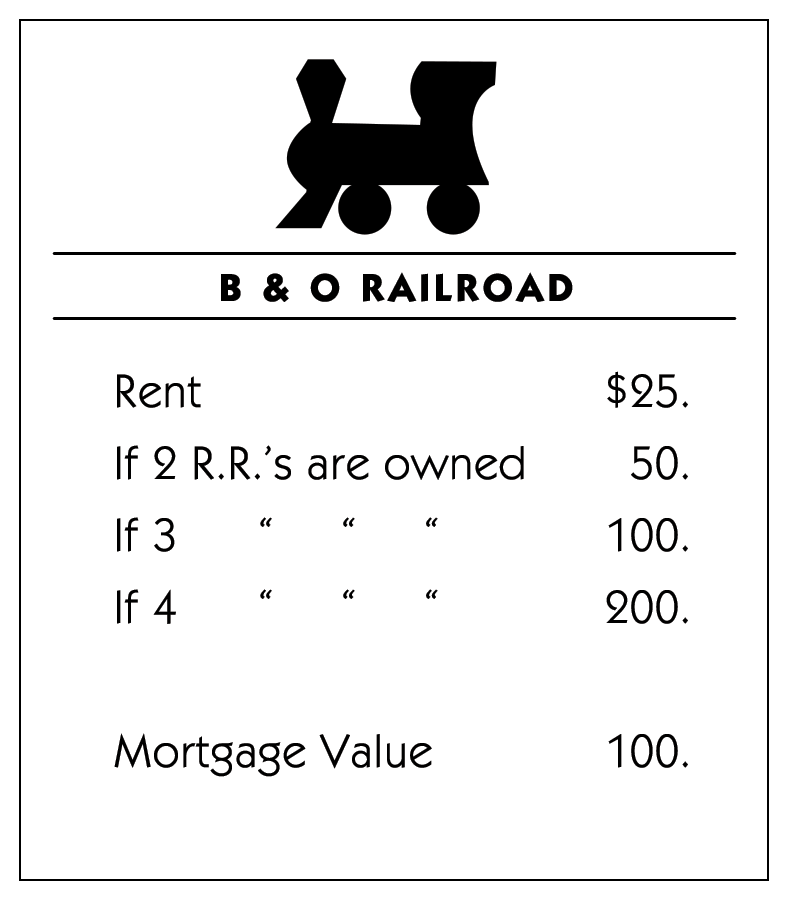 B & O RAILROAD
Rent $25.
If 2 R.R.’s are owned 50.
If 3 “ “ “ 100.
If 4 “ “ “ 200.
Mortgage Value 100.